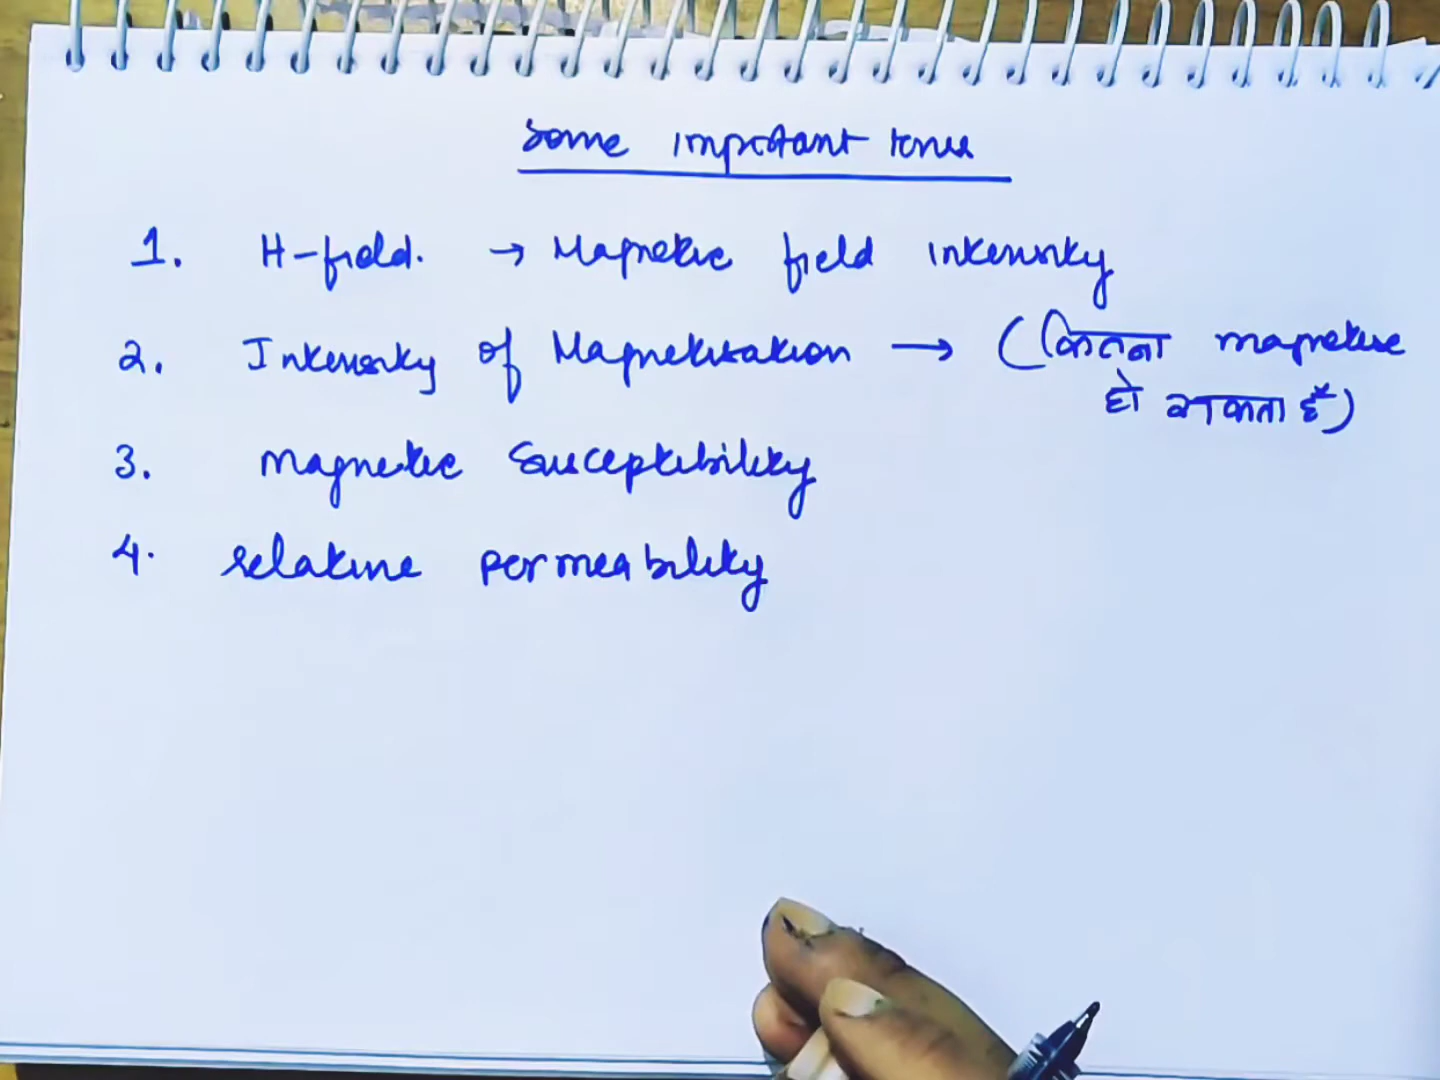 Some important terms
1. H-field. → Magnetic field intensity
2. Intensity of Magnetisation → (कितना magnetise
हो सकता है)
3. magnetic Susceptibility
4. relative permeability